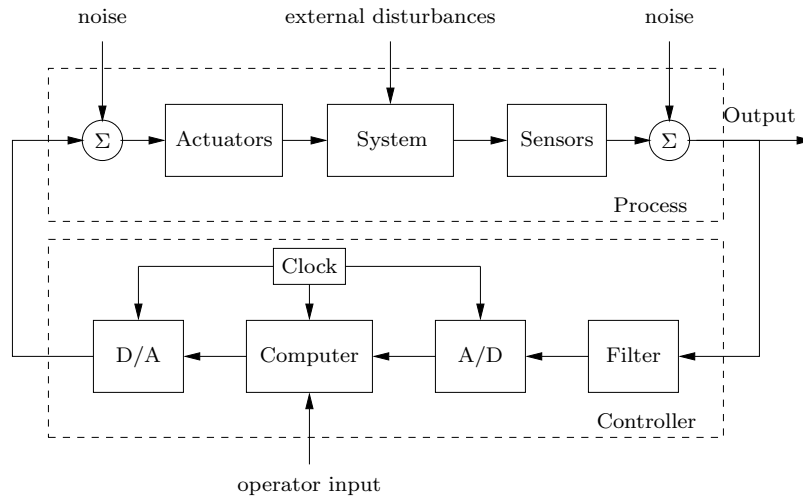 noise
external disturbances
noise
Σ
Actuators
System
Sensors
Σ
Output
Process
Clock
D/A
Computer
A/D
Filter
Controller
operator input